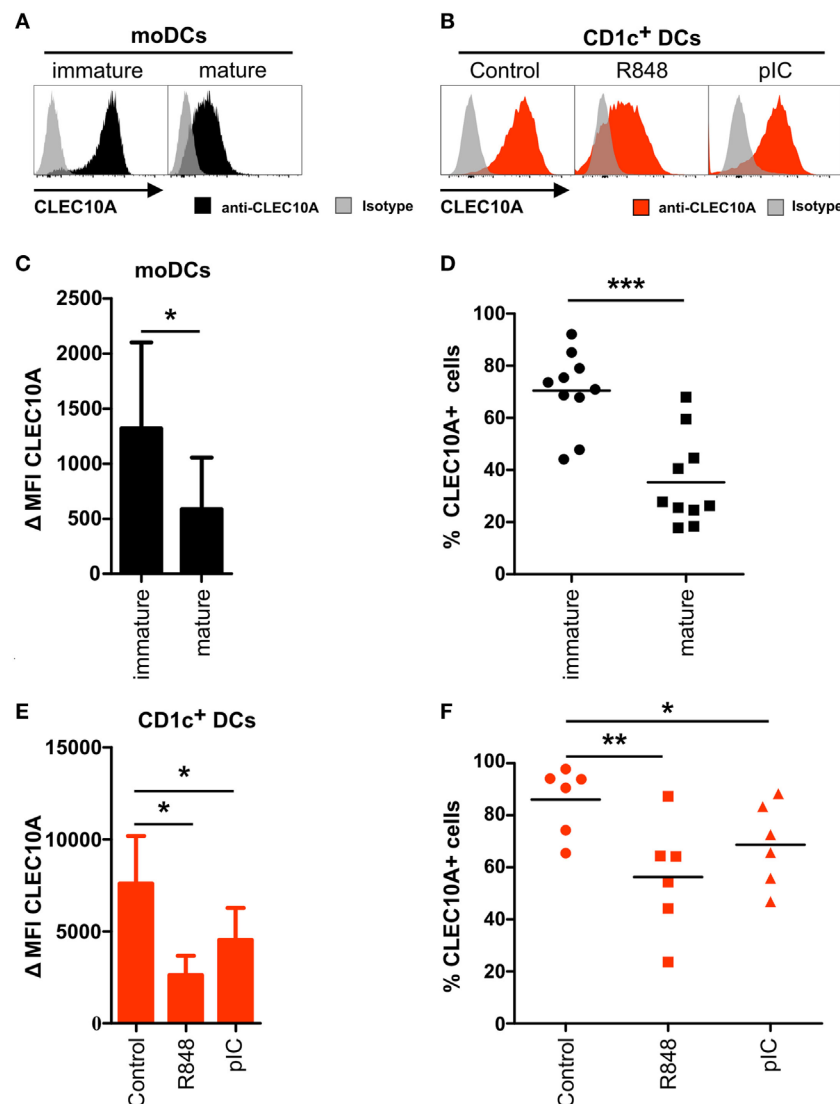 A
moDCs
immature mature
CLEC10A
anti-CLEC10A Isotype
B
CD1c+ DCs
Control R848 pIC
CLEC10A
anti-CLEC10A Isotype
C
moDCs
Δ MFI CLEC10A
2500
2000
1500
1000
500
0
*
immature
mature
D
% CLEC10A+ cells
100
80
60
40
20
0
***
immature
mature
E
CD1c+ DCs
Δ MFI CLEC10A
15000
10000
5000
0
*
*
Control
R848
pIC
F
% CLEC10A+ cells
100
80
60
40
20
0
*
**
Control
R848
pIC